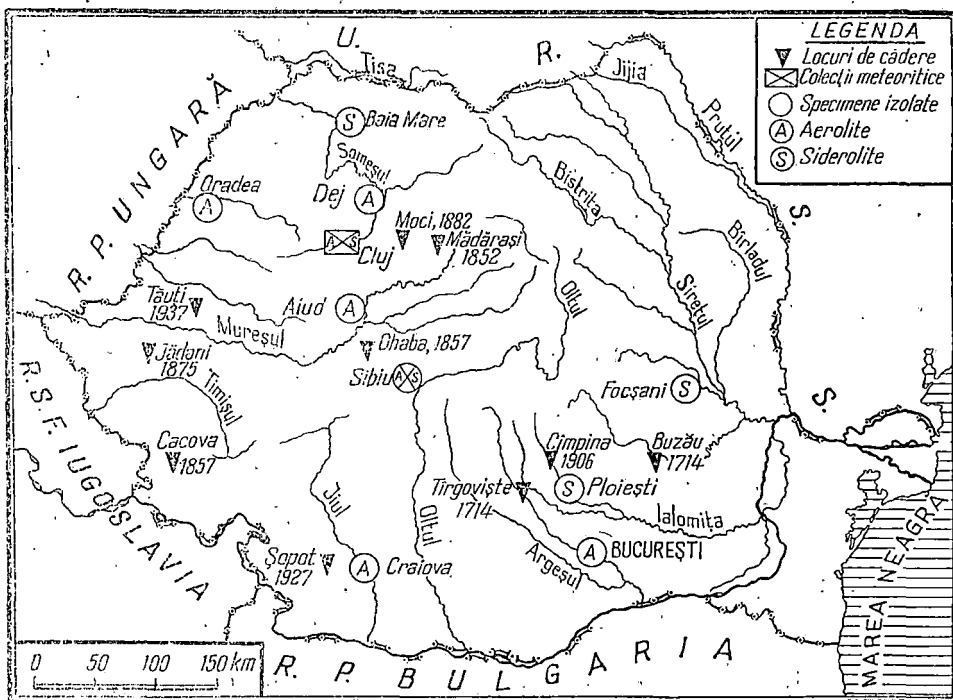 LEGENDA
Locuri de cădere
Colecții meteoritice
Specimene izolate
A Aerolite
S Siderolite
U. R. S. S.
R. P. UNGARĂ
R. S. F. IUGOSLAVIA
R. P. BULGARIA
MAREA NEAGRĂ
Tisa
Jijia
Prutul
S Baia Mare
Someșul
Oradea
A
Dej A
Bistrița
Moci, 1882
A S
Cluj
Mădărași
1852
Bîrladul
Siretul
Oltul
Tăuți
1937
Aiud A
Mureșul
Jădani
1875
Ohaba, 1857
Sibiu A S
Timișul
Focșani S
Cacova
1857
Cîmpina
1906
Buzău
1714
Tîrgoviște
1714
S Ploiești
Jiul
Oltul
Ialomița
Argeșul
A BUCUREȘTI
Șopot
1927
A Craiova
0 50 100 150 km